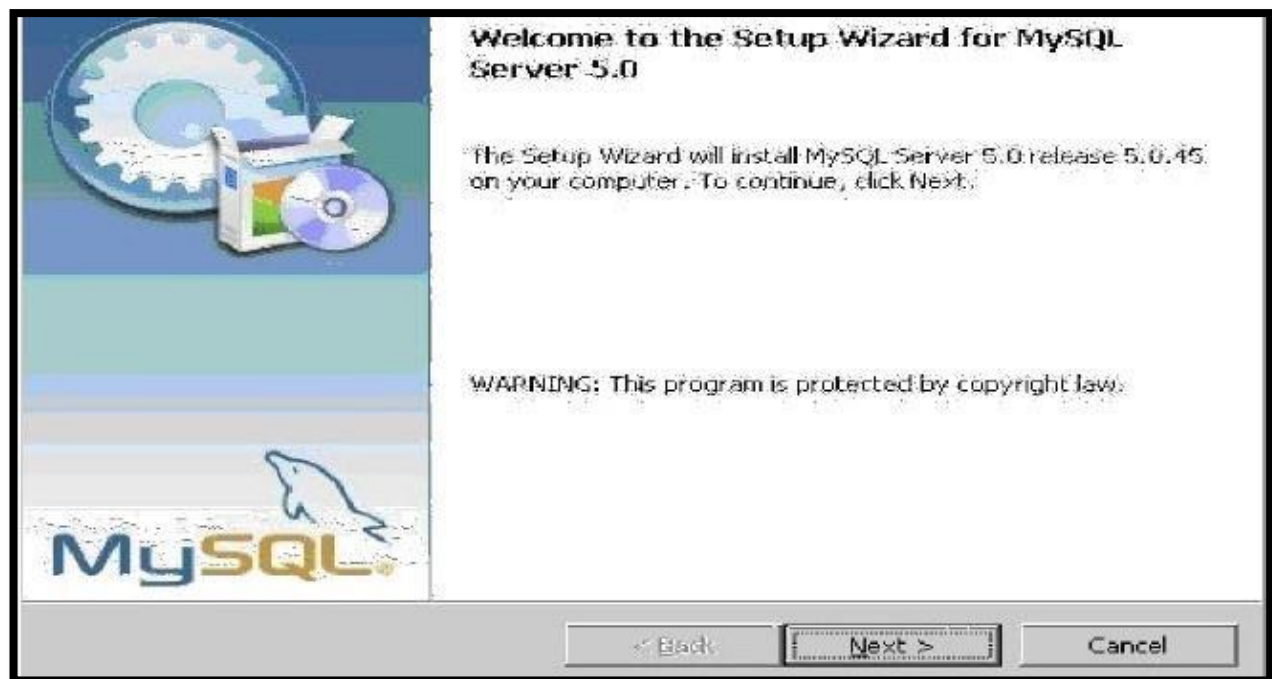 Welcome to the Setup Wizard for MySQL
Server 5.0
The Setup Wizard will install MySQL Server 5.0 release 5.0.45
on your computer. To continue, click Next.
WARNING: This program is protected by copyright law.
MySQL
< Back
Next >
Cancel